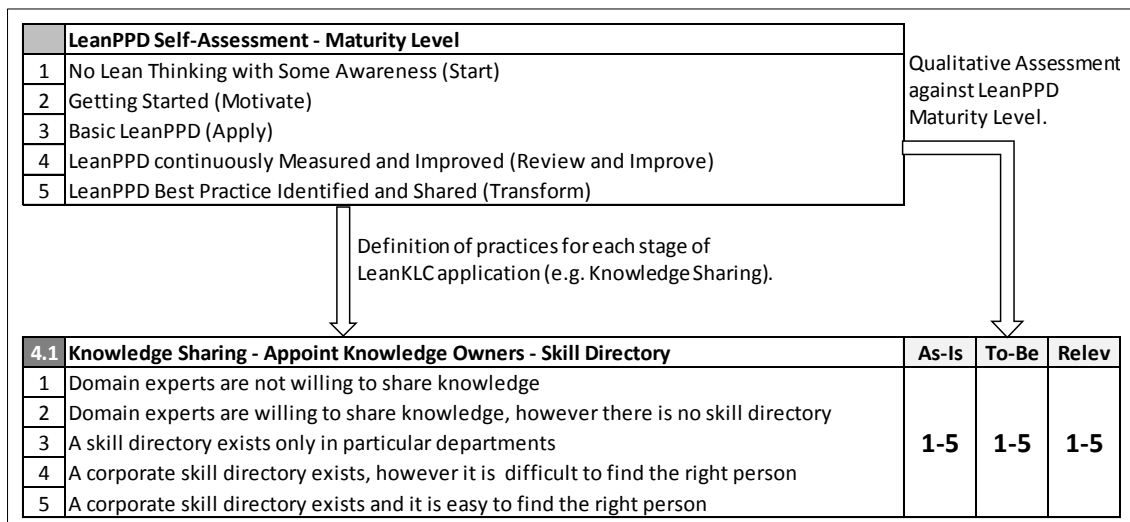 LeanPPD Self-Assessment - Maturity Level
1 No Lean Thinking with Some Awareness (Start)
2 Getting Started (Motivate)
3 Basic LeanPPD (Apply)
4 LeanPPD continuously Measured and Improved (Review and Improve)
5 LeanPPD Best Practice Identified and Shared (Transform)
Qualitative Assessment
against LeanPPD
Maturity Level.
Definition of practices for each stage of
LeanKLC application (e.g. Knowledge Sharing).
4.1 Knowledge Sharing - Appoint Knowledge Owners - Skill Directory As-Is To-Be Relev
1 Domain experts are not willing to share knowledge
2 Domain experts are willing to share knowledge, however there is no skill directory
3 A skill directory exists only in particular departments 1-5 1-5 1-5
4 A corporate skill directory exists, however it is difficult to find the right person
5 A corporate skill directory exists and it is easy to find the right person